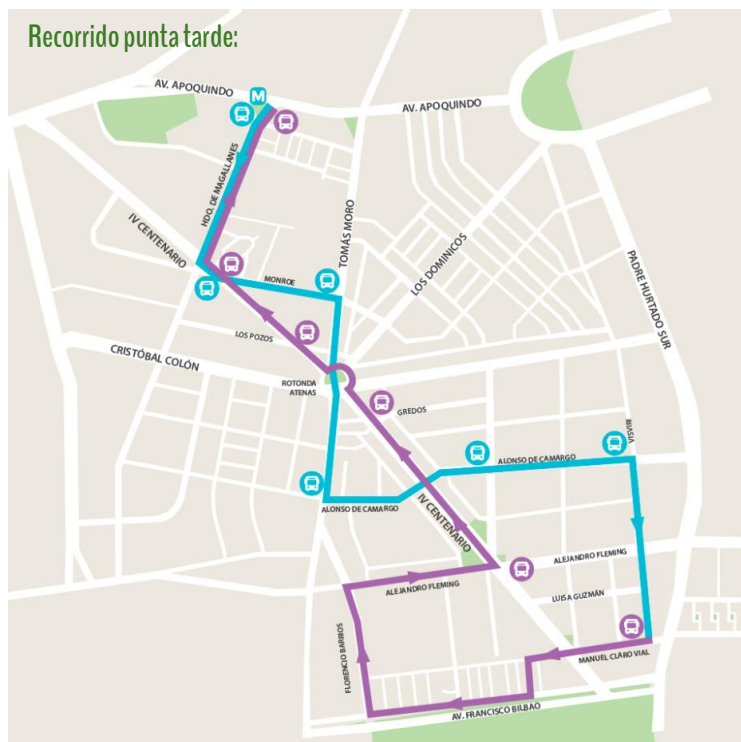 Recorrido punta tarde:
AV. APOQUINDO
M
AV. APOQUINDO
HDO. DE MAGALLANES
TOMÁS MORO
IV CENTENARIO
LOS DOMINICOS
PADRE HURTADO SUR
MONROE
LOS POZOS
CRISTÓBAL COLÓN
ROTONDA
ATENAS
GREDOS
VISVIRI
ALONSO DE CAMARGO
ALONSO DE CAMARGO
IV CENTENARIO
ALEJANDRO FLEMING
ALEJANDRO FLEMING
LUISA GUZMÁN
FLORENCIO BARRIOS
MANUEL CLARO VIAL
AV. FRANCISCO BILBAO